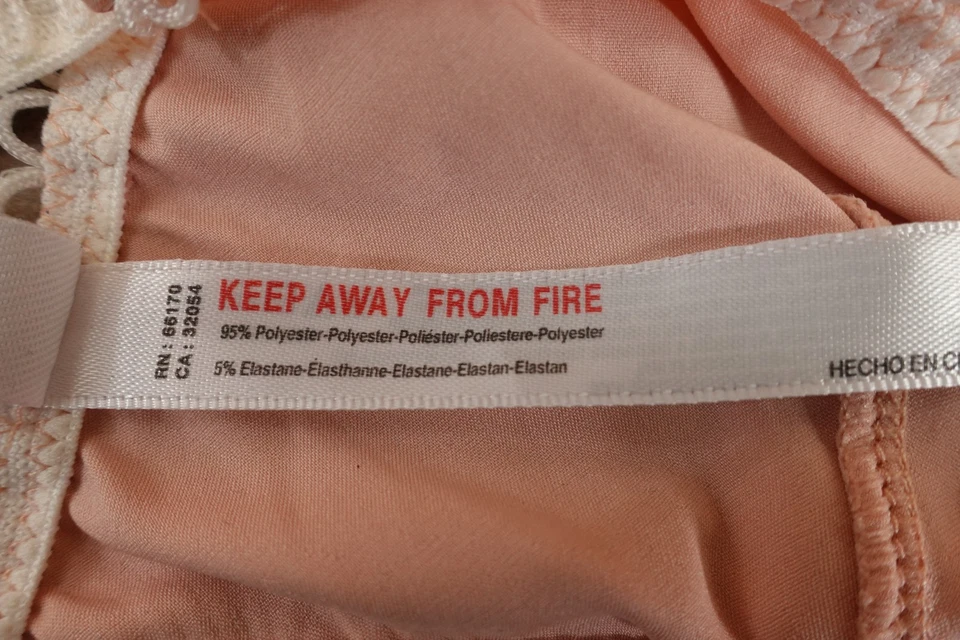 RN: 66170
CA: 32054
KEEP AWAY FROM FIRE
95% Polyester-Polyester-Poliéster-Poliestere-Polyester
5% Elastane-Élasthanne-Elastane-Elastan-Elastan
HECHO EN